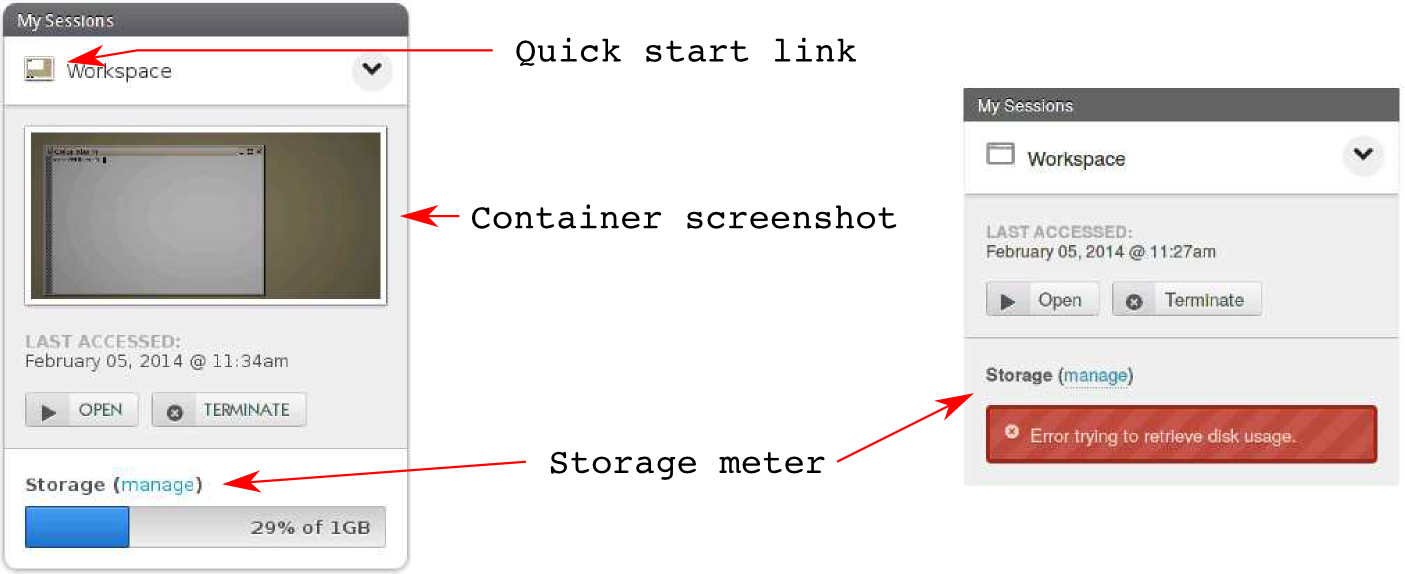 My Sessions
Workspace
Quick start link
Container screenshot
LAST ACCESSED:
February 05, 2014 @ 11:34am
OPEN
TERMINATE
Storage (manage)
29% of 1GB
Storage meter
My Sessions
Workspace
LAST ACCESSED:
February 05, 2014 @ 11:27am
Open
Terminate
Storage (manage)
Error trying to retrieve disk usage.